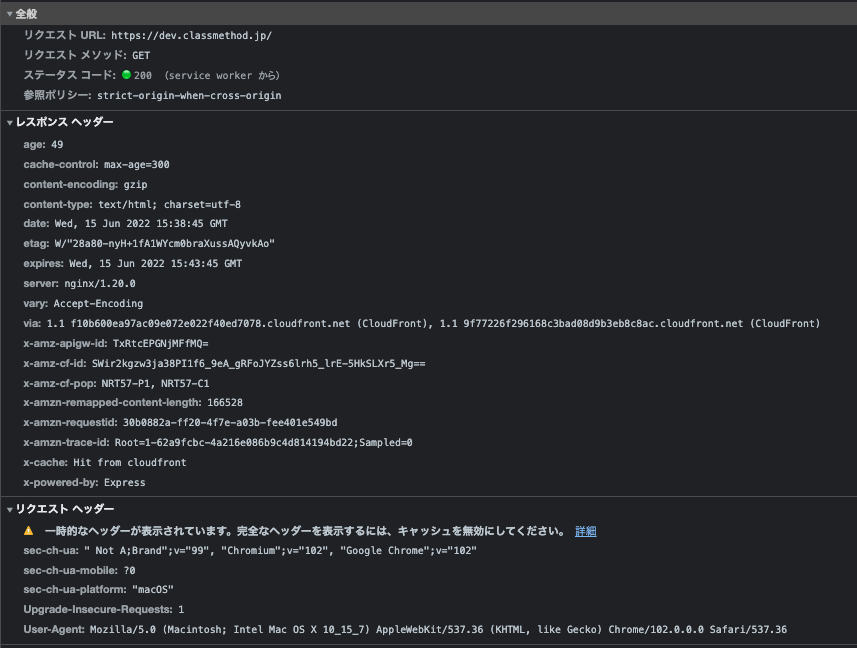 全般
リクエスト URL: https://dev.classmethod.jp/
リクエスト メソッド: GET
ステータス コード: 200 (service worker から)
参照ポリシー: strict-origin-when-cross-origin
レスポンス ヘッダー
age: 49
cache-control: max-age=300
content-encoding: gzip
content-type: text/html; charset=utf-8
date: Wed, 15 Jun 2022 15:38:45 GMT
etag: W/"28a80-nyH+1fA1WYcm0braXussAQyvkAo"
expires: Wed, 15 Jun 2022 15:43:45 GMT
server: nginx/1.20.0
vary: Accept-Encoding
via: 1.1 f10b600ea97ac09e072e022f40ed7078.cloudfront.net (CloudFront), 1.1 9f77226f296168c3bad08d9b3eb8c8ac.cloudfront.net (CloudFront)
x-amz-apigw-id: TxRtcEPGNjMFfMQ=
x-amz-cf-id: SWir2kgzw3ja38PI1f6_9eA_gRFoJYZss6lrh5_lrE-5HkSLXr5_Mg==
x-amz-cf-pop: NRT57-P1, NRT57-C1
x-amzn-remapped-content-length: 166528
x-amzn-requestid: 30b0882a-ff20-4f7e-a03b-fee401e549bd
x-amzn-trace-id: Root=1-62a9fcbc-4a216e086b9c4d814194bd22;Sampled=0
x-cache: Hit from cloudfront
x-powered-by: Express
リクエスト ヘッダー
一時的なヘッダーが表示されています。完全なヘッダーを表示するには、キャッシュを無効にしてください。 詳細
sec-ch-ua: " Not A;Brand";v="99", "Chromium";v="102", "Google Chrome";v="102"
sec-ch-ua-mobile: ?0
sec-ch-ua-platform: "macOS"
Upgrade-Insecure-Requests: 1
User-Agent: Mozilla/5.0 (Macintosh; Intel Mac OS X 10_15_7) AppleWebKit/537.36 (KHTML, like Gecko) Chrome/102.0.0.0 Safari/537.36